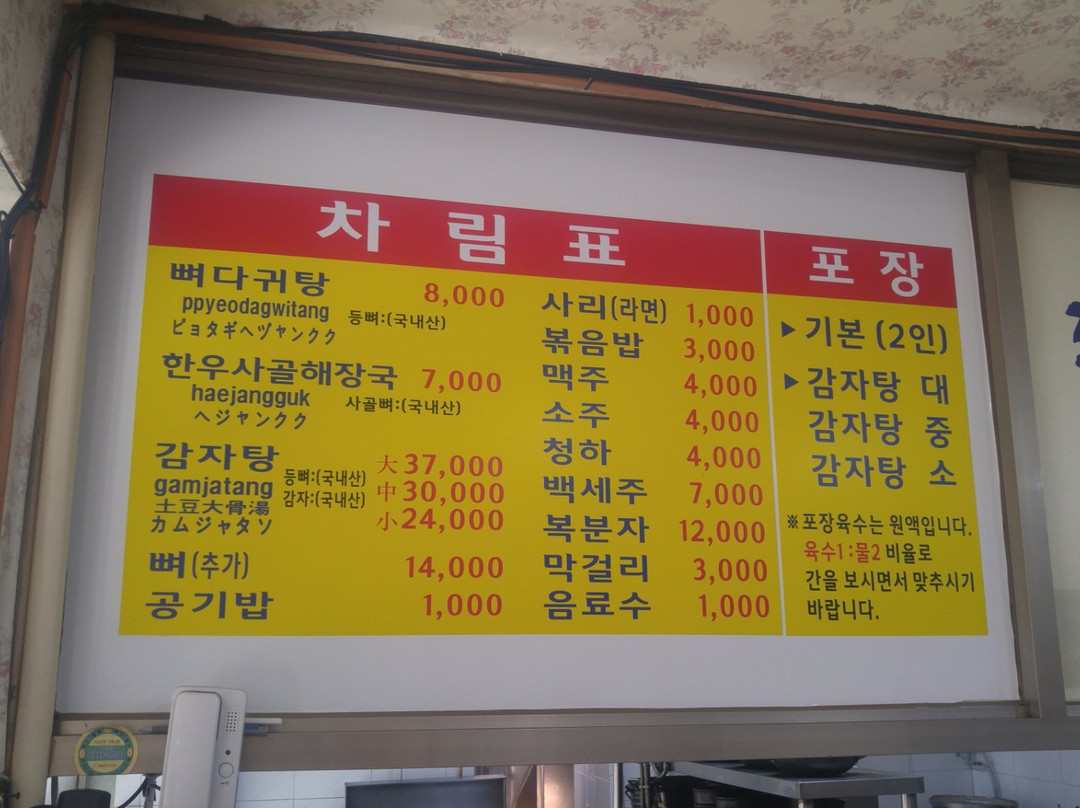 차림표
뼈다귀탕 8,000
ppyeodagwitang 등뼈:(국내산)
ピョタギヘヅャンクク
한우사골해장국 7,000
haejangguk 사골뼈:(국내산)
ヘジャンクク
감자탕 大 37,000
등뼈:(국내산)
gamjatang 中 30,000
감자:(국내산)
土豆大骨湯 小 24,000
カムジャタソ
뼈(추가) 14,000
공기밥 1,000
사리(라면) 1,000
볶음밥 3,000
맥주 4,000
소주 4,000
청하 4,000
백세주 7,000
복분자 12,000
막걸리 3,000
음료수 1,000
포장
▶기본 (2인)
▶감자탕 대
감자탕 중
감자탕 소
※포장육수는 원액입니다.
육수1:물2 비율로
간을 보시면서 맞추시기
바랍니다.